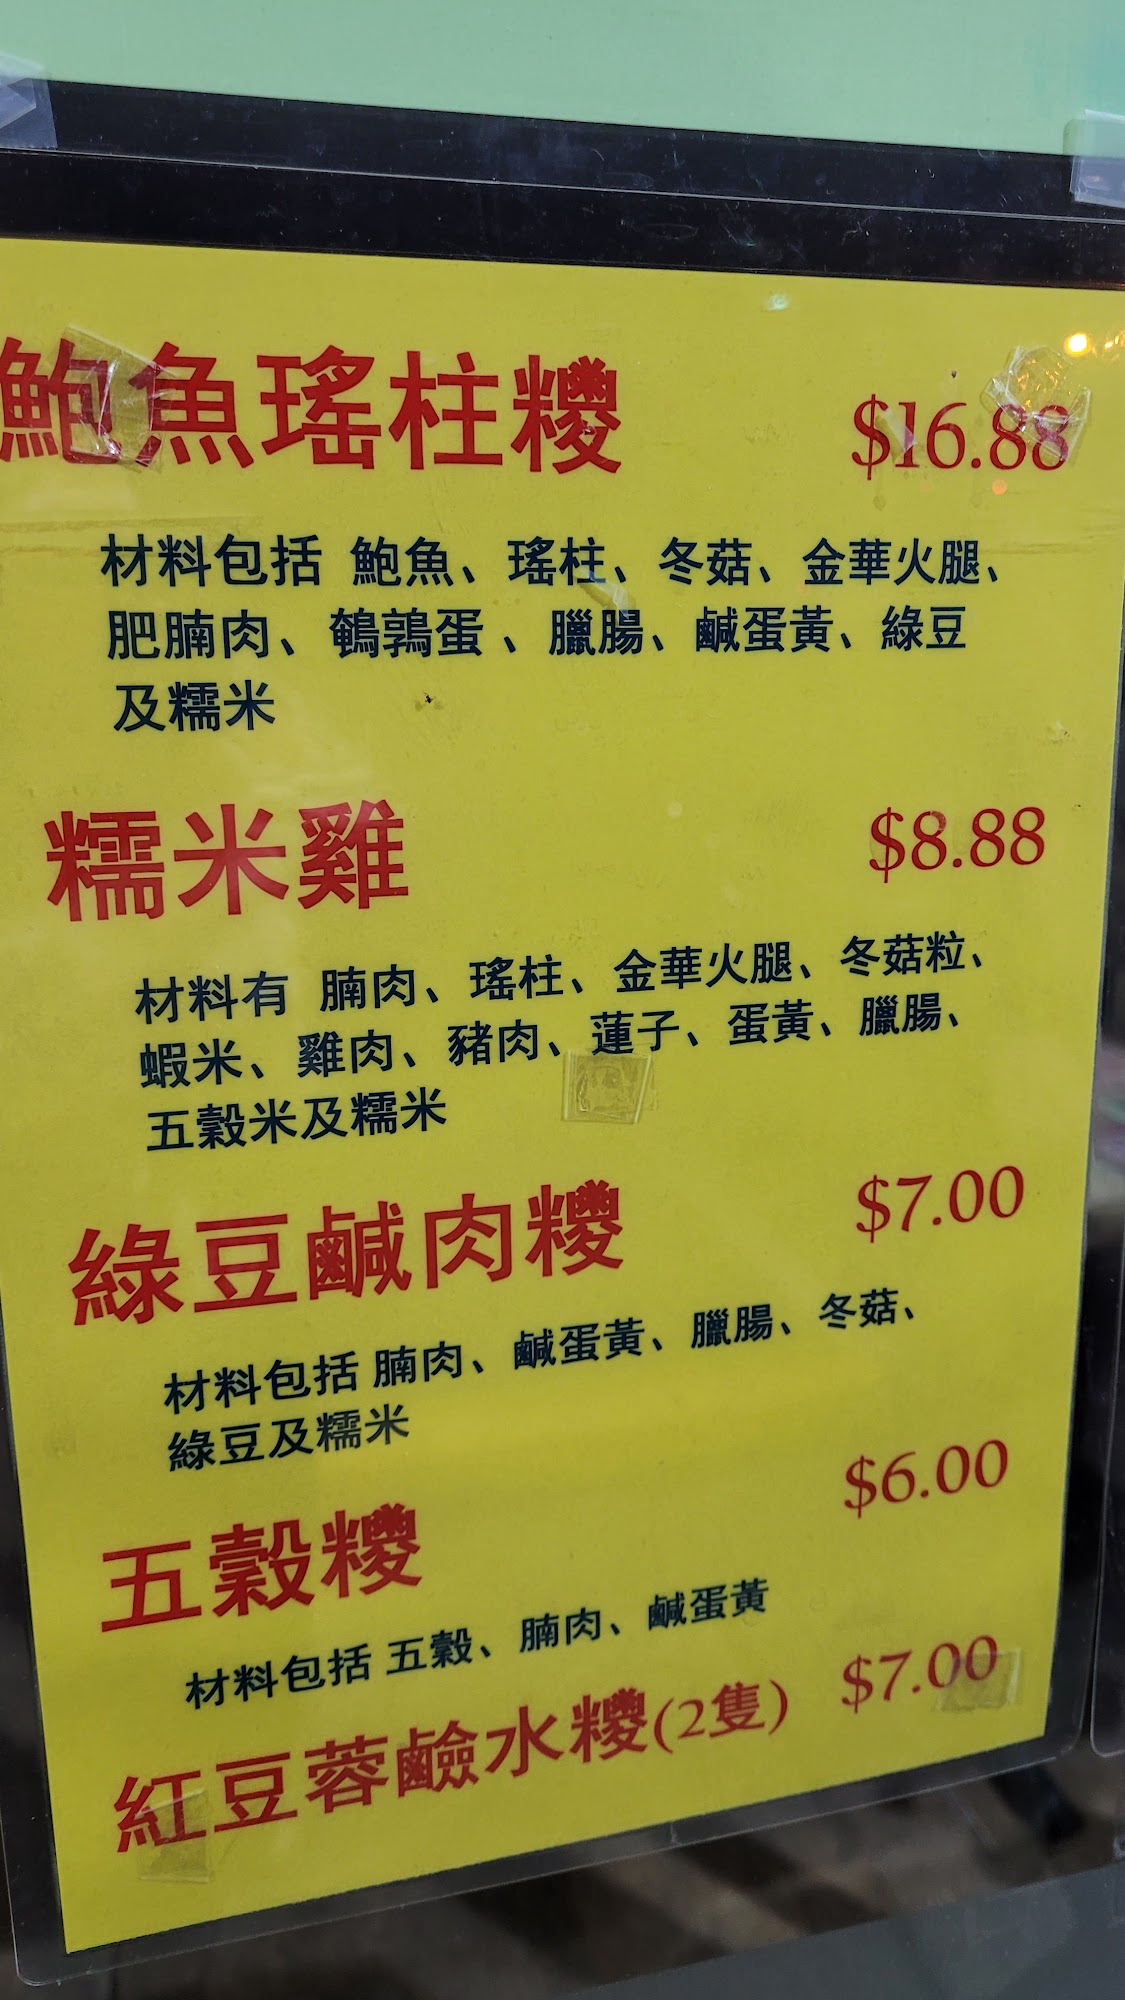 鮑魚瑤柱糉 $16.88
材料包括 鮑魚、瑤柱、冬菇、金華火腿、
肥腩肉、鵪鶉蛋、臘腸、鹹蛋黃、綠豆
及糯米
糯米雞 $8.88
材料有 腩肉、瑤柱、金華火腿、冬菇粒、
蝦米、雞肉、豬肉、蓮子、蛋黃、臘腸、
五穀米及糯米
綠豆鹹肉糉 $7.00
材料包括 腩肉、鹹蛋黃、臘腸、冬菇、
綠豆及糯米
五穀糉 $6.00
材料包括 五穀、腩肉、鹹蛋黃
紅豆蓉鹼水糉(2隻) $7.00